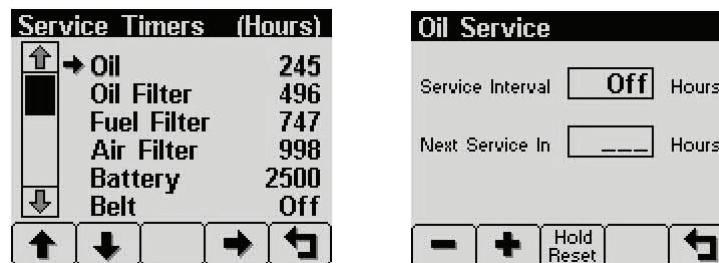 Service Timers (Hours)
Oil 245
Oil Filter 496
Fuel Filter 747
Air Filter 998
Battery 2500
Belt Off
Oil Service
Service Interval Off Hours
Next Service In ___ Hours
Hold
Reset